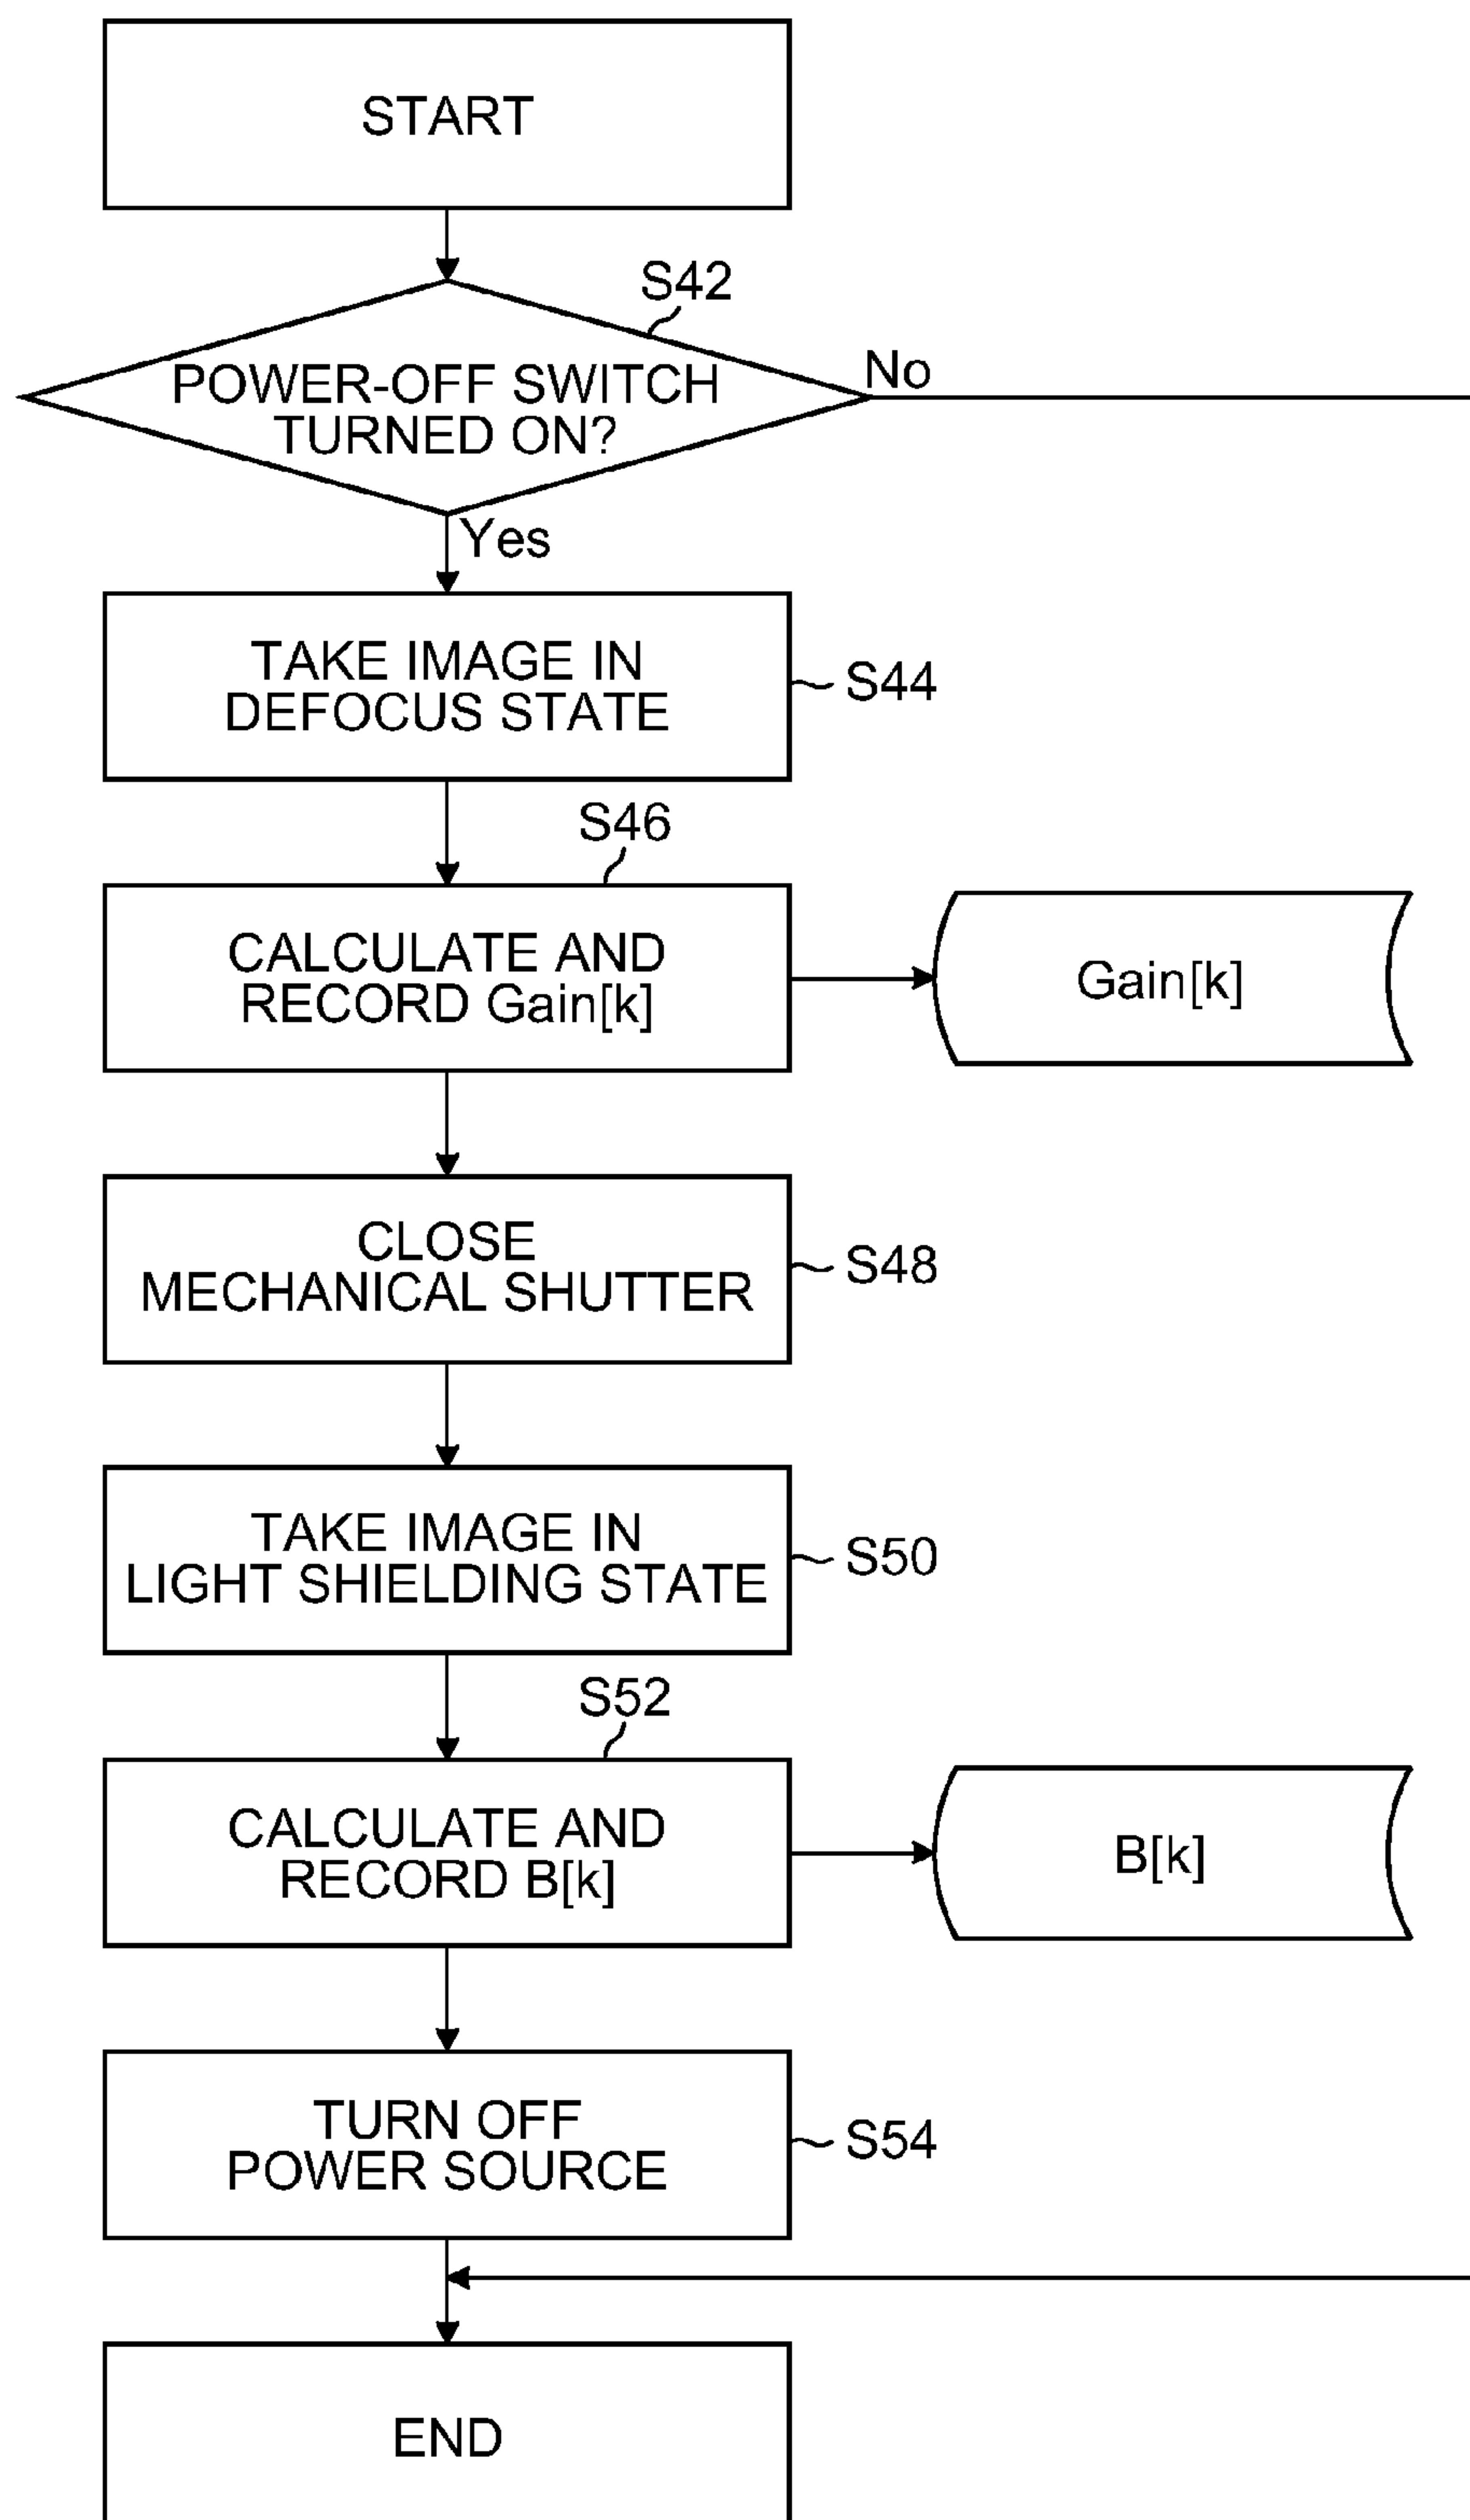 START
S42
POWER-OFF SWITCH
TURNED ON?
No
Yes
TAKE IMAGE IN
DEFOCUS STATE
S44
S46
CALCULATE AND
RECORD Gain[k]
Gain[k]
CLOSE
MECHANICAL SHUTTER
S48
TAKE IMAGE IN
LIGHT SHIELDING STATE
S50
S52
CALCULATE AND
RECORD B[k]
B[k]
TURN OFF
POWER SOURCE
S54
END